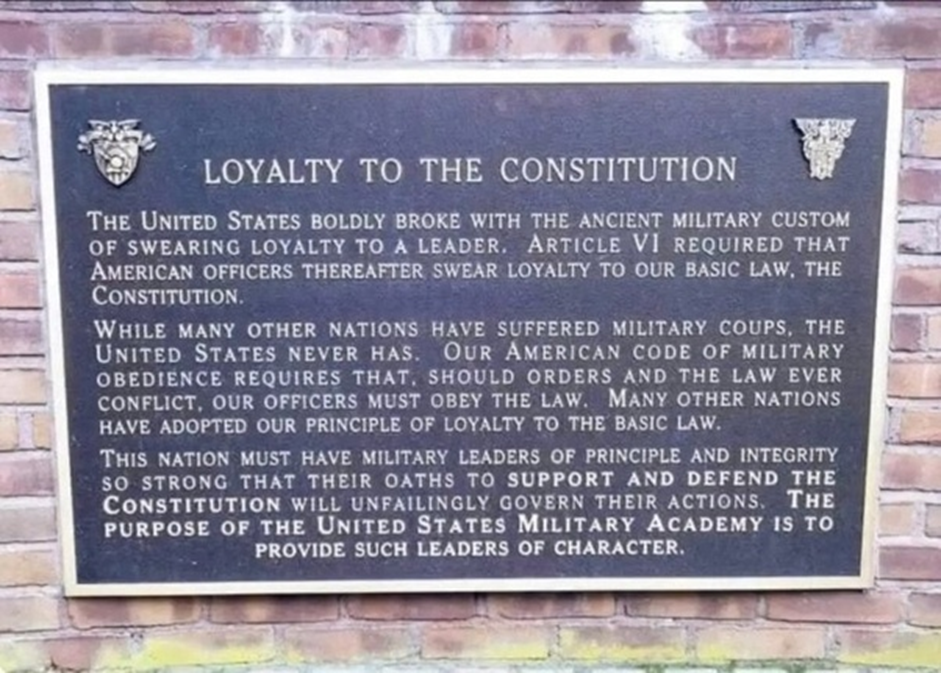 LOYALTY TO THE CONSTITUTION
THE UNITED STATES BOLDLY BROKE WITH THE ANCIENT MILITARY CUSTOM
OF SWEARING LOYALTY TO A LEADER. ARTICLE VI REQUIRED THAT
AMERICAN OFFICERS THEREAFTER SWEAR LOYALTY TO OUR BASIC LAW, THE
CONSTITUTION.
WHILE MANY OTHER NATIONS HAVE SUFFERED MILITARY COUPS, THE
UNITED STATES NEVER HAS. OUR AMERICAN CODE OF MILITARY
OBEDIENCE REQUIRES THAT, SHOULD ORDERS AND THE LAW EVER
CONFLICT, OUR OFFICERS MUST OBEY THE LAW. MANY OTHER NATIONS
HAVE ADOPTED OUR PRINCIPLE OF LOYALTY TO THE BASIC LAW.
THIS NATION MUST HAVE MILITARY LEADERS OF PRINCIPLE AND INTEGRITY
SO STRONG THAT THEIR OATHS TO SUPPORT AND DEFEND THE
CONSTITUTION WILL UNFAILINGLY GOVERN THEIR ACTIONS. THE
PURPOSE OF THE UNITED STATES MILITARY ACADEMY IS TO
PROVIDE SUCH LEADERS OF CHARACTER.